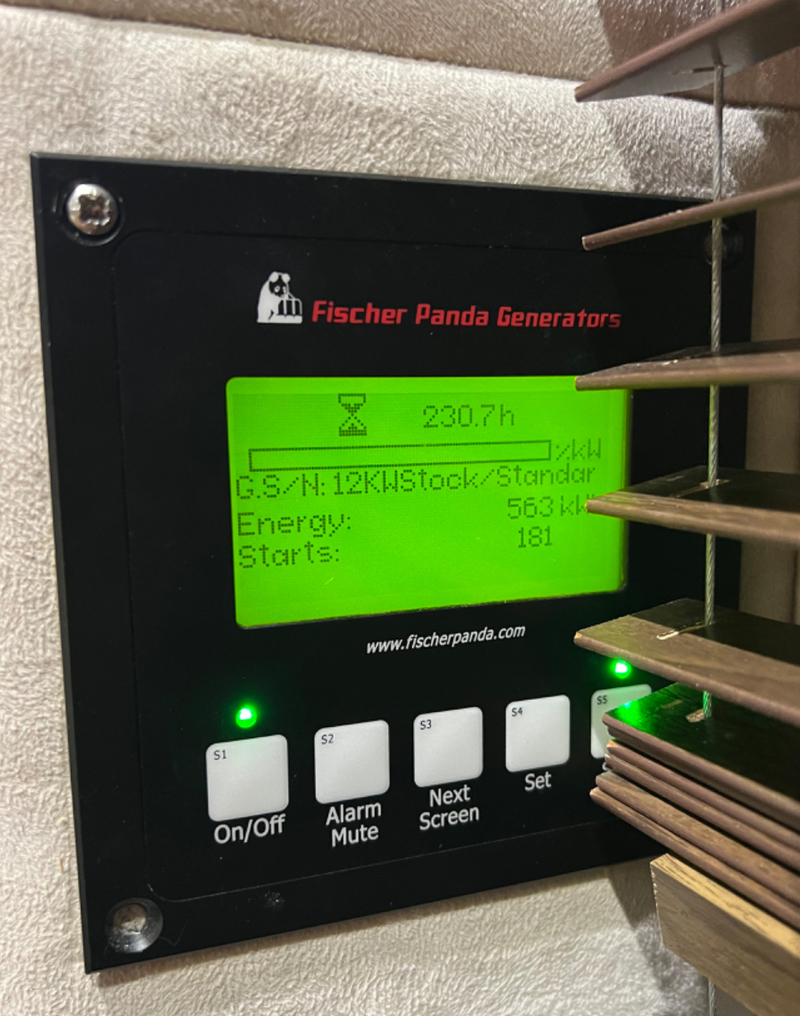 Fischer Panda Generators
230.7h
%kW
G.S/N: 12KWStock/Standar
Energy: 563 kW
Starts: 181
www.fischerpanda.com
S1
S2
S3
S4
S5
On/Off
Alarm Mute
Next Screen
Set